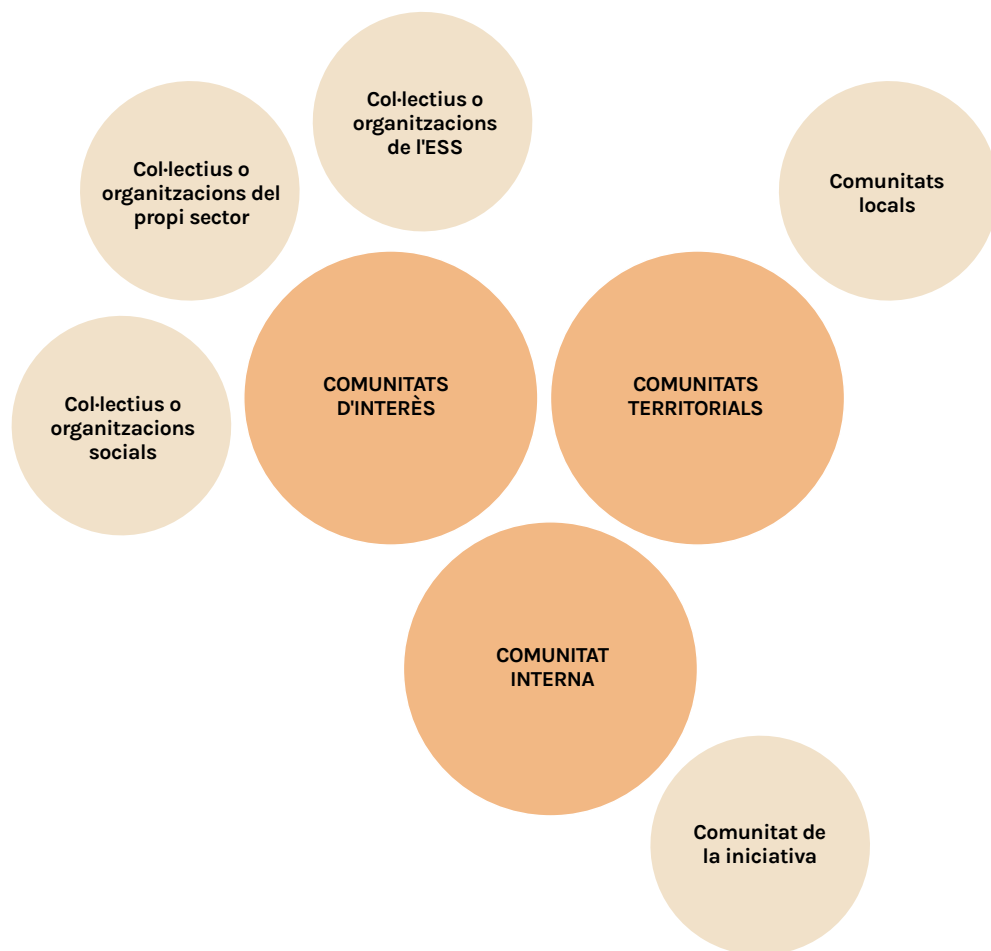 Col·lectius o
organitzacions
de l'ESS
Col·lectius o
organitzacions del
propi sector
Comunitats
locals
Col·lectius o
organitzacions
socials
COMUNITATS
D'INTERÈS
COMUNITATS
TERRITORIALS
COMUNITAT
INTERNA
Comunitat de
la iniciativa